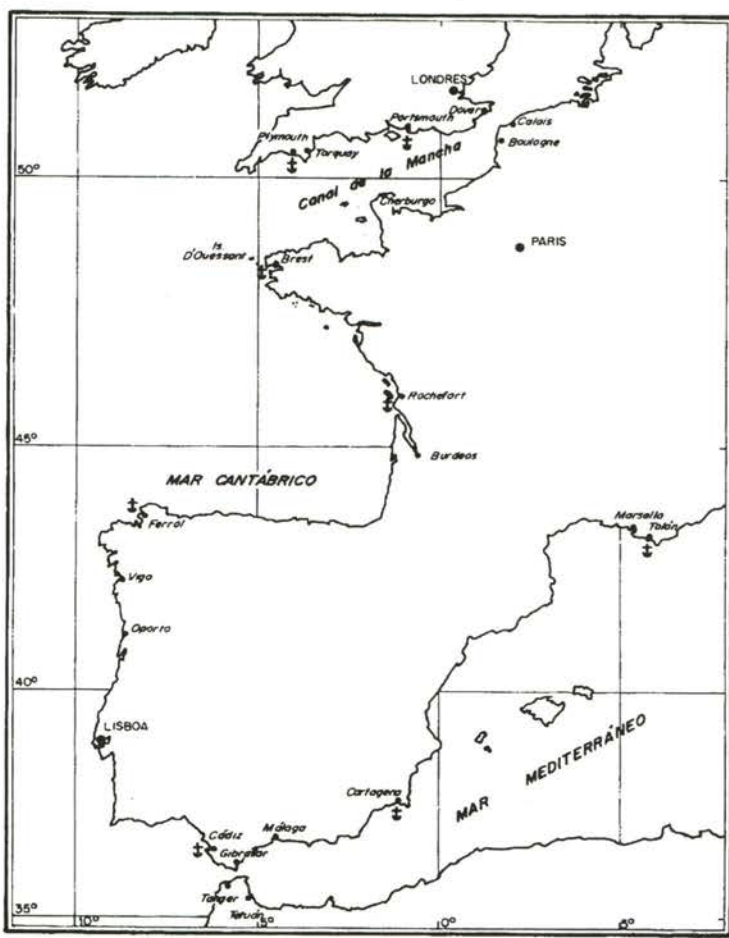 LONDRES
Portsmouth
Dover
Calais
Plymouth
Torquay
Boulogne
50°
Canal de la Mancha
Cherburgo
Is.
D'Ouessant
Brest
PARIS
Rochefort
45°
Burdeos
MAR CANTÁBRICO
Ferrol
Marsella
Tolón
Vigo
Oporto
40°
LISBOA
MAR MEDITERRÁNEO
Cartagena
Málaga
Cádiz
Gibraltar
Tanger
Tetuán
35°
10°
5°
0°
5°